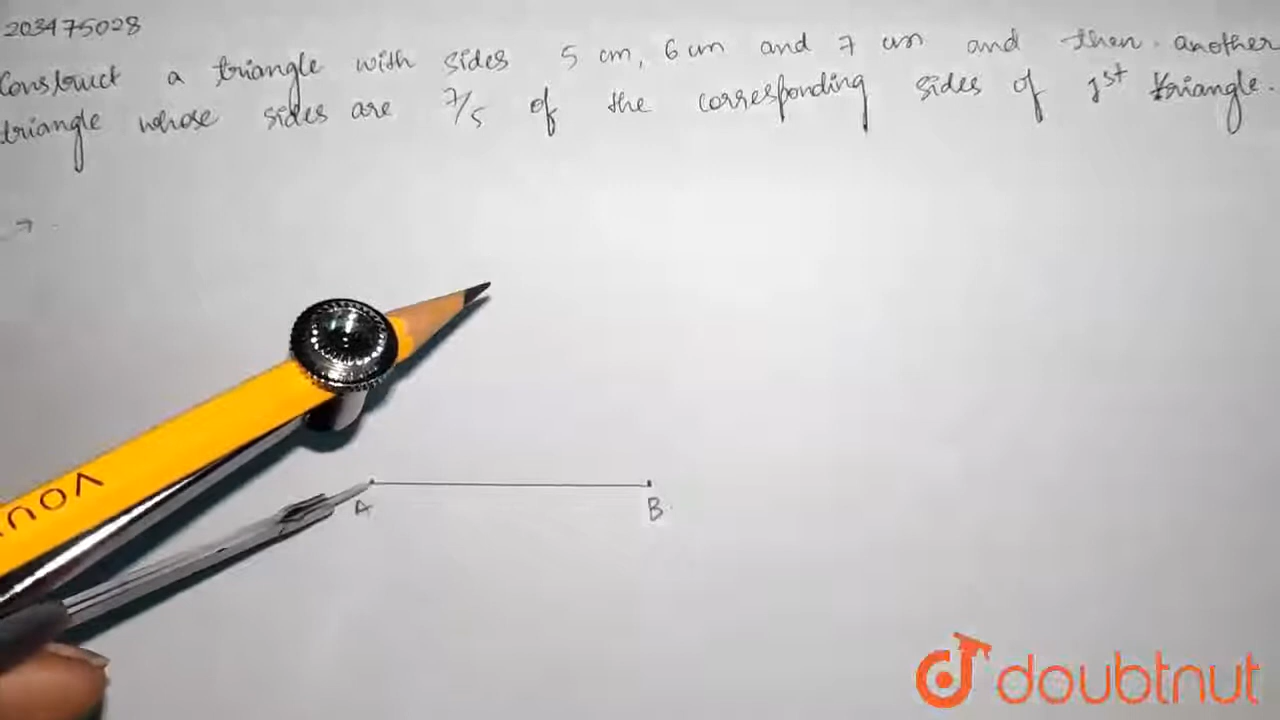 203475028
Construct a triangle with sides 5 cm, 6 cm and 7 cm and then another
triangle whose sides are 7/5 of the corresponding sides of 1st triangle.
A
B
doubtnut